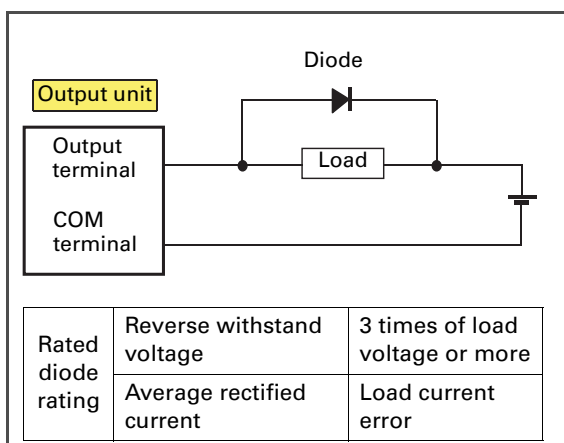 Diode
Output unit
Output
terminal
Load
COM
terminal
Rated
diode
rating
Reverse withstand
voltage
3 times of load
voltage or more
Average rectified
current
Load current
error